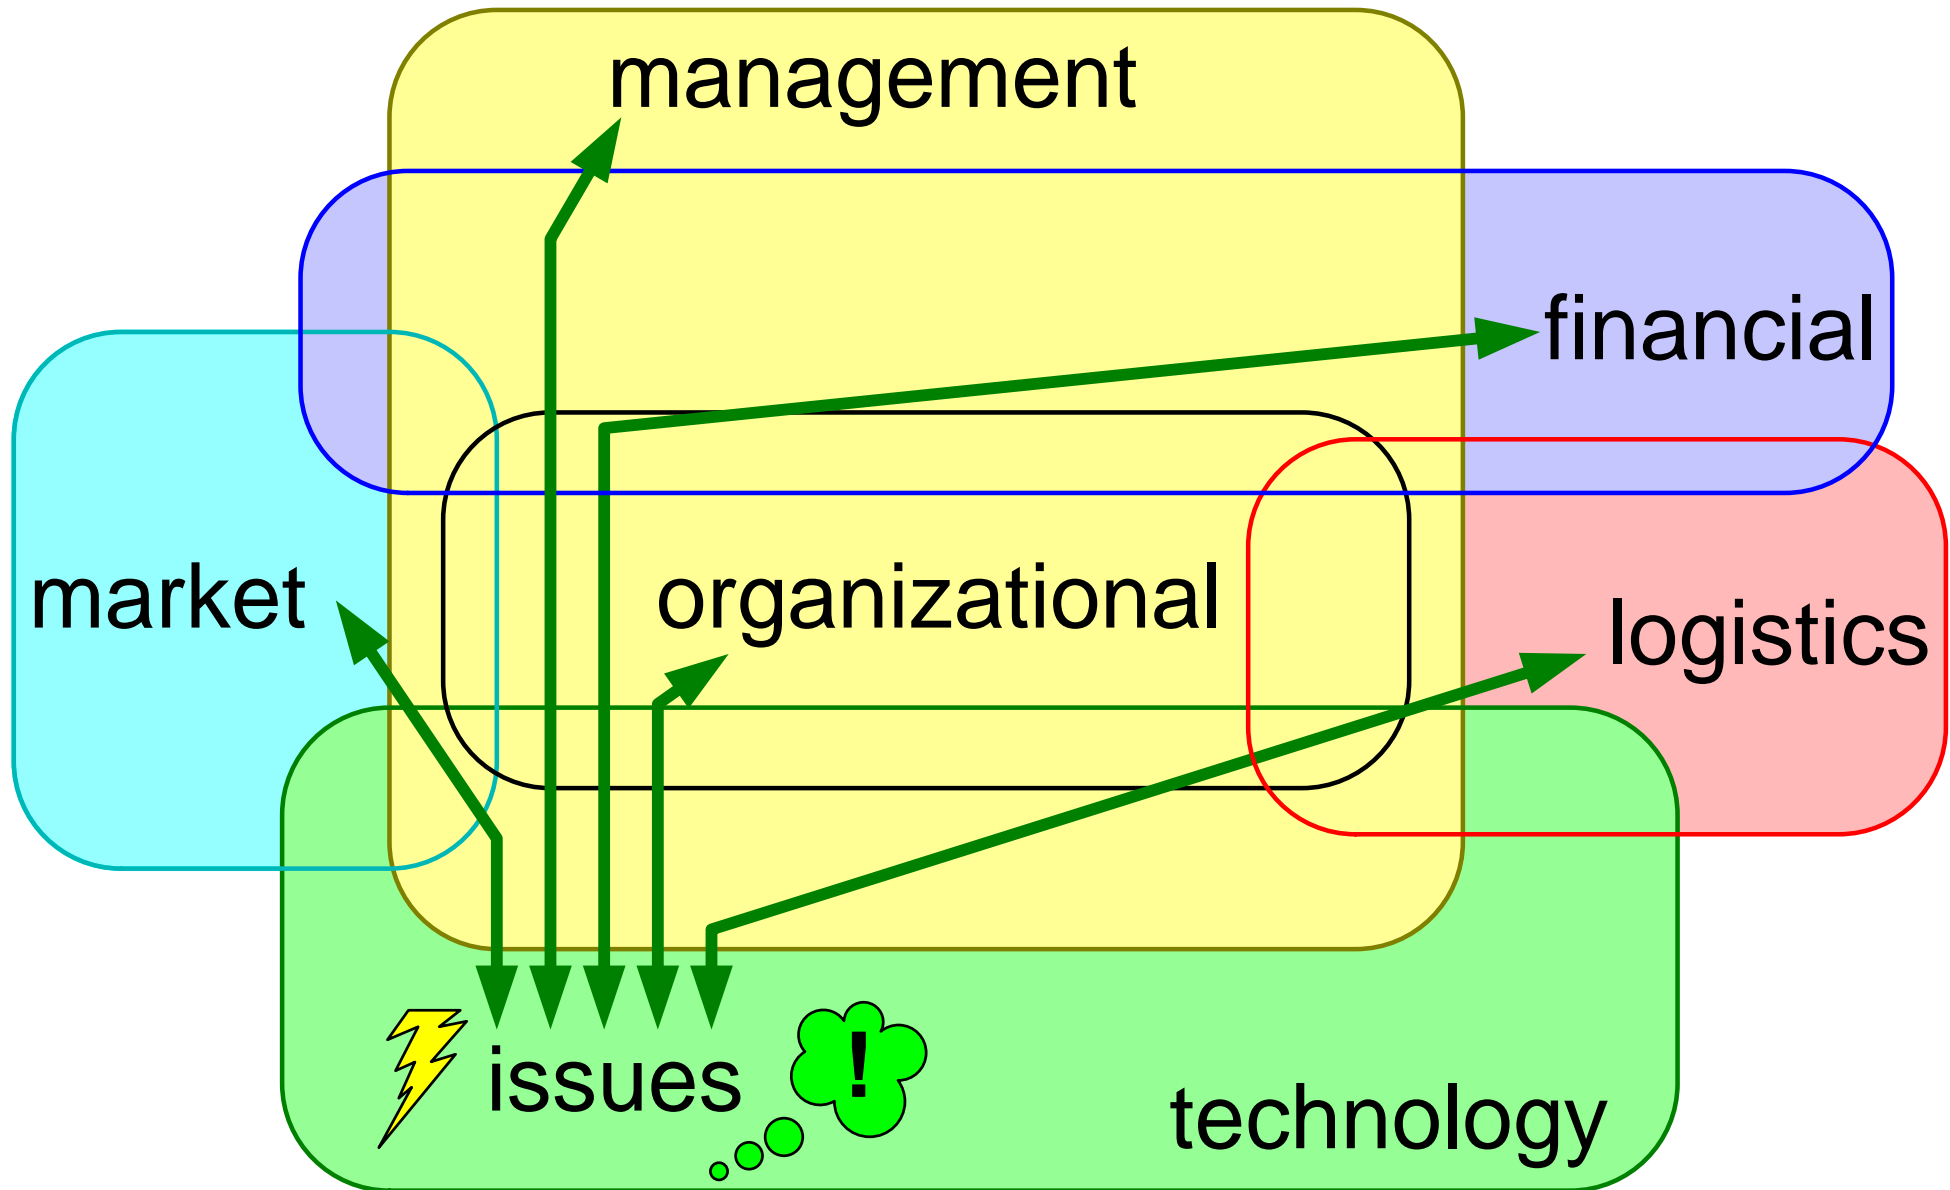 management
financial
market
organizational
logistics
issues
!
technology